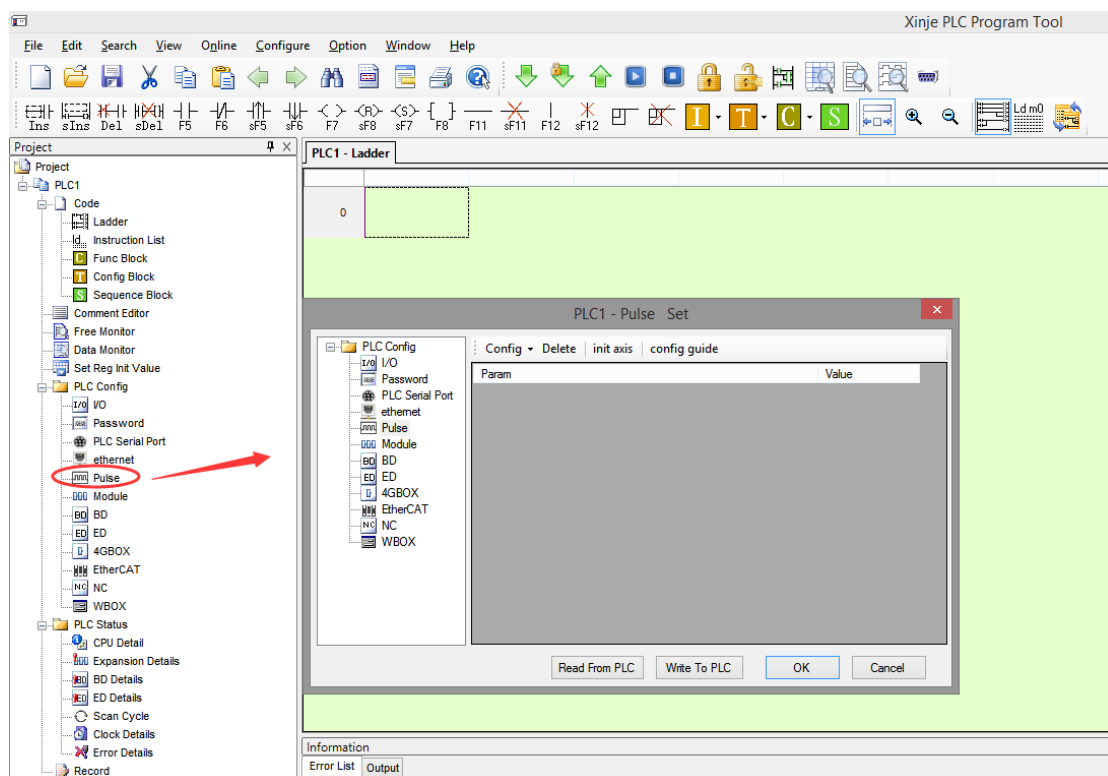 Xinje PLC Program Tool
File Edit Search View Online Configure Option Window Help
Ins sIns Del sDel F5 F6 sF5 sF6 F7 sF8 sF7 F8 F11 sF11 F12 sF12 I T C S Ld m0
Project
PLC1 - Ladder
Project
PLC1
Code
Ladder
Instruction List
Func Block
Config Block
Sequence Block
Comment Editor
Free Monitor
Data Monitor
Set Reg Init Value
PLC Config
I/O
Password
PLC Serial Port
ethernet
Pulse
Module
BD BD
ED ED
4GBOX
EtherCAT
NC NC
WBOX
PLC Status
CPU Detail
Expansion Details
BD Details
ED Details
Scan Cycle
Clock Details
Error Details
Record
0
PLC1 - Pulse Set
PLC Config
I/O I/O
Password
PLC Serial Port
ethernet
Pulse
Module
BD BD
ED ED
4GBOX
EtherCAT
NC NC
WBOX
Config Delete init axis config guide
Param Value
Read From PLC Write To PLC OK Cancel
Information
Error List Output